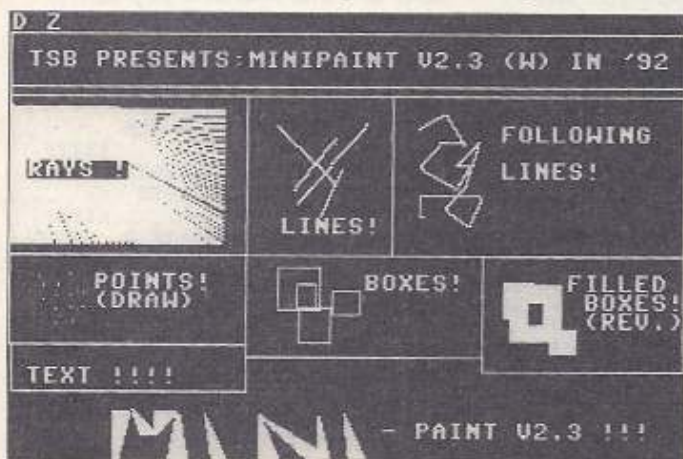 D Z
TSB PRESENTS:MINIPAINT V2.3 (W) IN '92
RAYS !
LINES!
FOLLOWING
LINES!
POINTS!
(DRAW)
BOXES!
FILLED
BOXES!
(REV.)
TEXT !!!!
MINI - PAINT V2.3 !!!